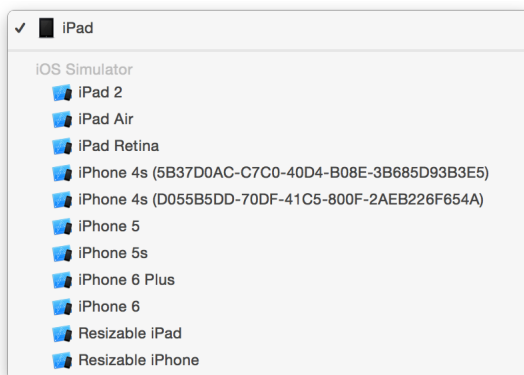 iPad
iOS Simulator
iPad 2
iPad Air
iPad Retina
iPhone 4s (5B37D0AC-C7C0-40D4-B08E-3B685D93B3E5)
iPhone 4s (D055B5DD-70DF-41C5-800F-2AEB226F654A)
iPhone 5
iPhone 5s
iPhone 6 Plus
iPhone 6
Resizable iPad
Resizable iPhone